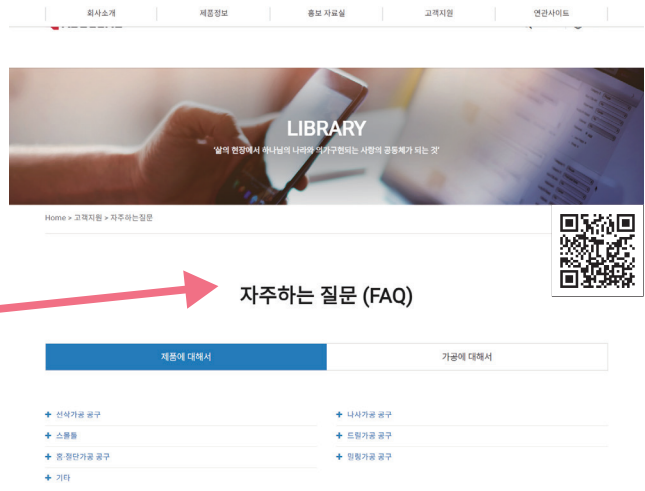 회사소개 제품정보 홍보 자료실 고객지원 연관사이트
LIBRARY
'삶의 현장에서 하나님의 나라와 의가구현되는 사랑의 공동체가 되는 것'
Home > 고객지원 > 자주하는질문
자주하는 질문 (FAQ)
제품에 대해서 가공에 대해서
+ 선삭가공 공구 + 나사가공 공구
+ 스몰툴 + 드릴가공 공구
+ 홈·절단가공 공구 + 밀링가공 공구
+ 기타